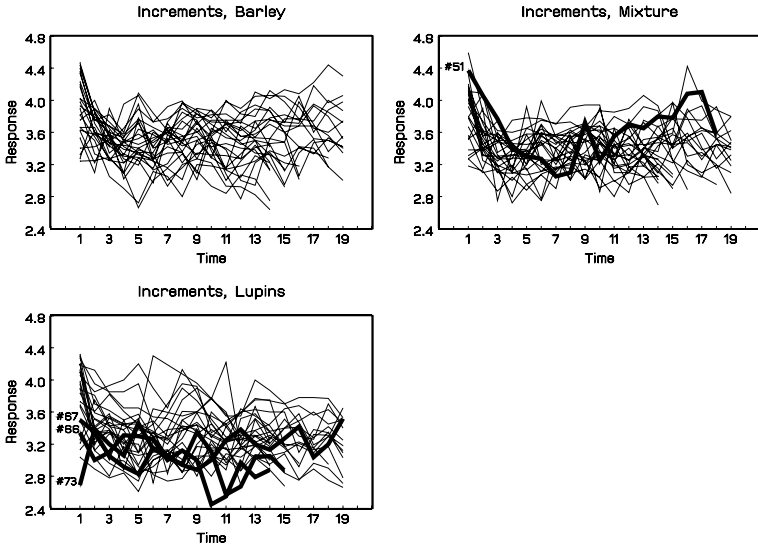 Increments, Barley
Increments, Mixture
4.8
4.4
4.0
3.6
3.2
2.8
2.4
Response
1 3 5 7 9 11 13 15 17 19
Time
4.8
4.4
4.0
3.6
3.2
2.8
2.4
Response
#51
1 3 5 7 9 11 13 15 17 19
Time
Increments, Lupins
4.8
4.4
4.0
3.6
3.2
2.8
2.4
Response
#67
#66
#73
1 3 5 7 9 11 13 15 17 19
Time